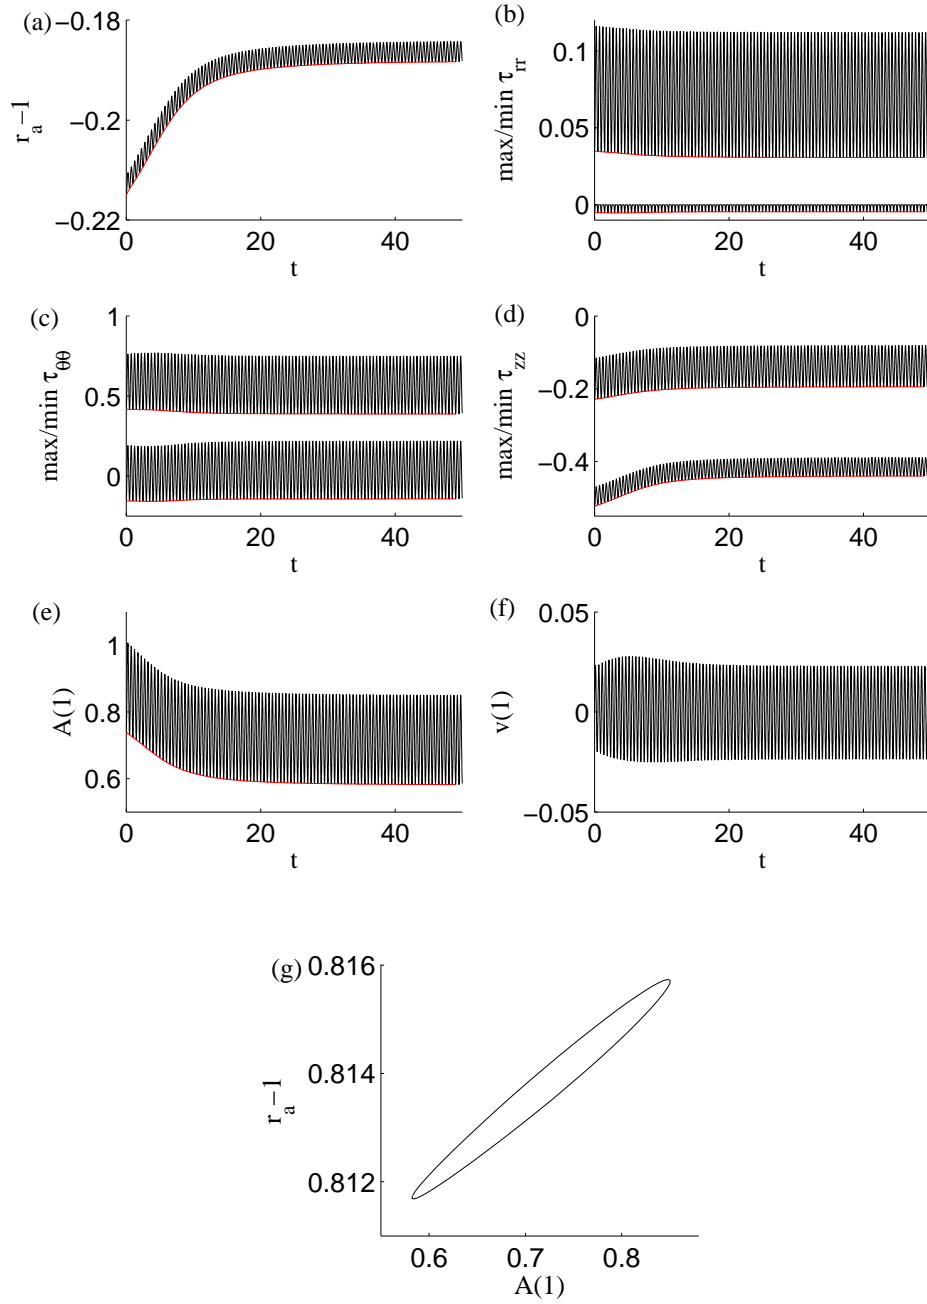 (a)
−0.18
−0.2
−0.22
r_a−1
0 20 40
t
(b)
0.1
0.05
0
max/min τ_rr
0 20 40
t
(c)
1
0.5
0
max/min τ_θθ
0 20 40
t
(d)
0
−0.2
−0.4
max/min τ_zz
0 20 40
t
(e)
1
0.8
0.6
A(1)
0 20 40
t
(f)
0.05
0
−0.05
v(1)
0 20 40
t
(g)
0.816
0.814
0.812
r_a−1
0.6 0.7 0.8
A(1)